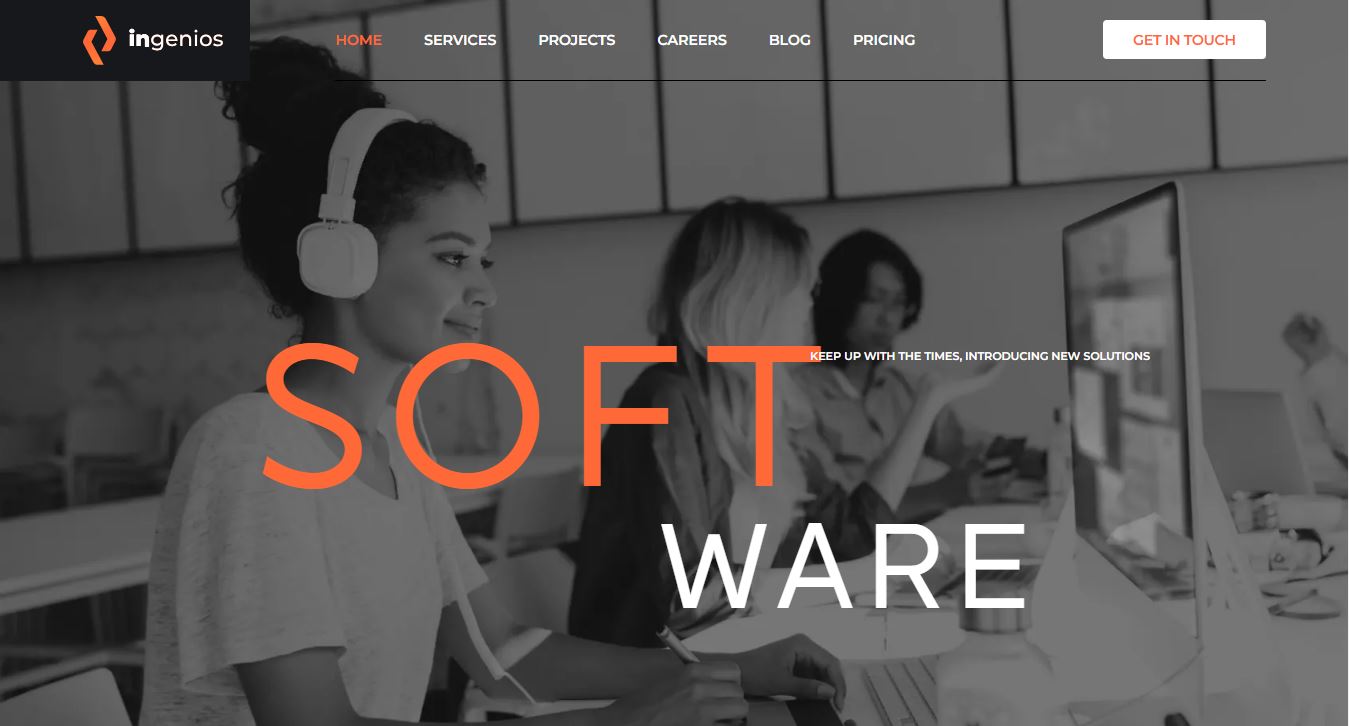 ingenios
HOME SERVICES PROJECTS CAREERS BLOG PRICING
GET IN TOUCH
SOFT
KEEP UP WITH THE TIMES, INTRODUCING NEW SOLUTIONS
WARE